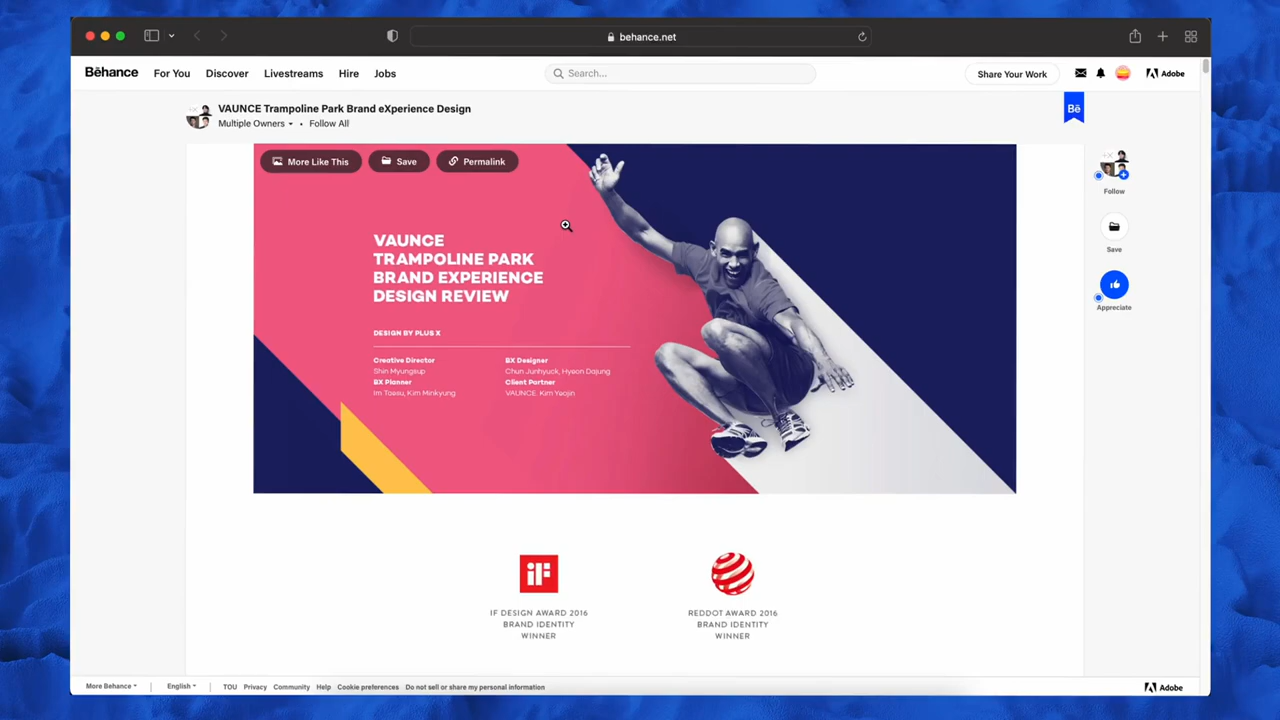 behance.net
Bēhance For You Discover Livestreams Hire Jobs Search... Share Your Work Adobe
VAUNCE Trampoline Park Brand eXperience Design
Multiple Owners • Follow All
Bē
More Like This Save Permalink
Follow
VAUNCE
TRAMPOLINE PARK
BRAND EXPERIENCE
DESIGN REVIEW
Save
Appreciate
DESIGN BY PLUS X
Creative Director BX Designer
Shin Myungsup Chun Junhyuck, Hyson Dajung
BX Planner Client Partner
Im Taesu, Kim Minkyung VAUNCE. Kim Yeojin
iF
IF DESIGN AWARD 2016 REDDOT AWARD 2016
BRAND IDENTITY BRAND IDENTITY
WINNER WINNER
More Behance English TOU Privacy Community Help Cookie preferences Do not sell or share my personal information Adobe